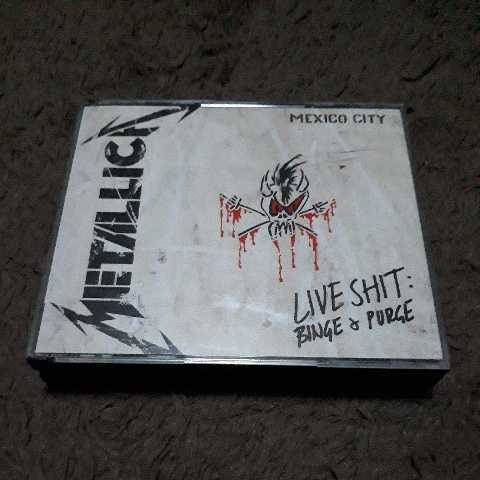 METALLICA
MEXICO CITY
LIVE SHIT:
BINGE & PURGE